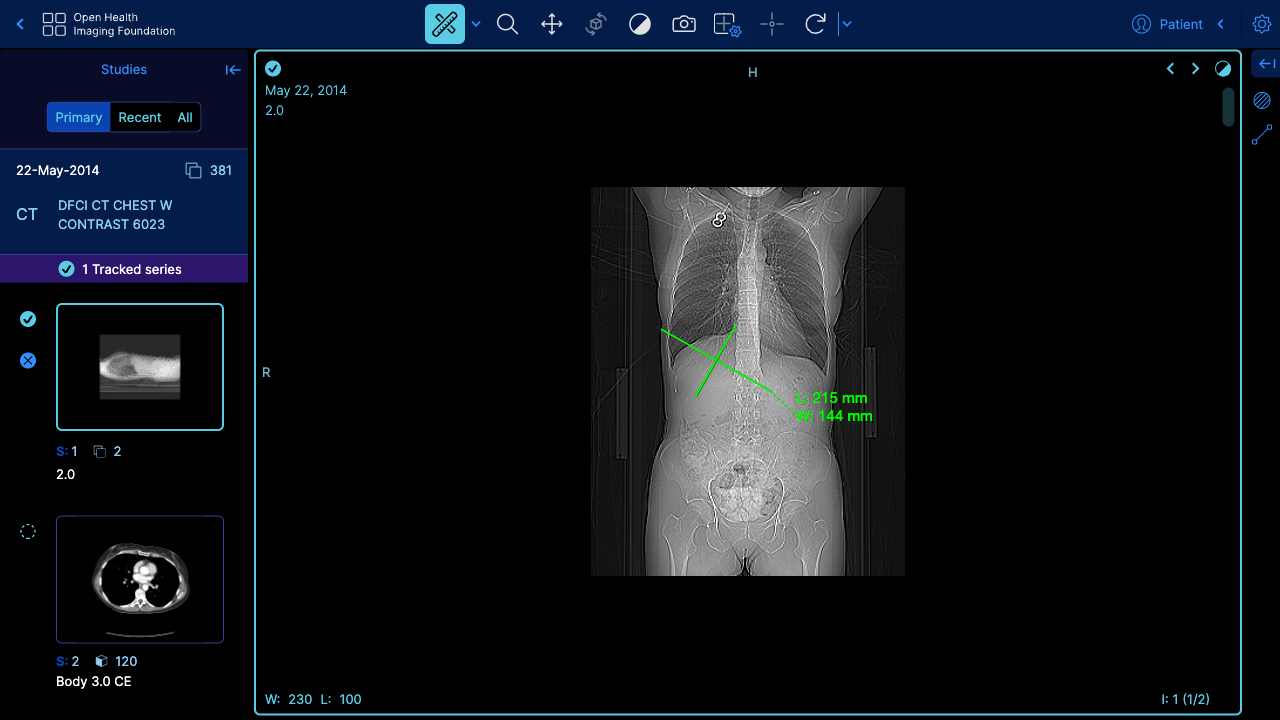 Open Health
Imaging Foundation
Patient
Studies
Primary Recent All
22-May-2014 381
CT DFCI CT CHEST W
CONTRAST 6023
1 Tracked series
S: 1 2
2.0
S: 2 120
Body 3.0 CE
May 22, 2014
2.0
H
R
L: 215 mm
W: 144 mm
W: 230 L: 100
I: 1 (1/2)